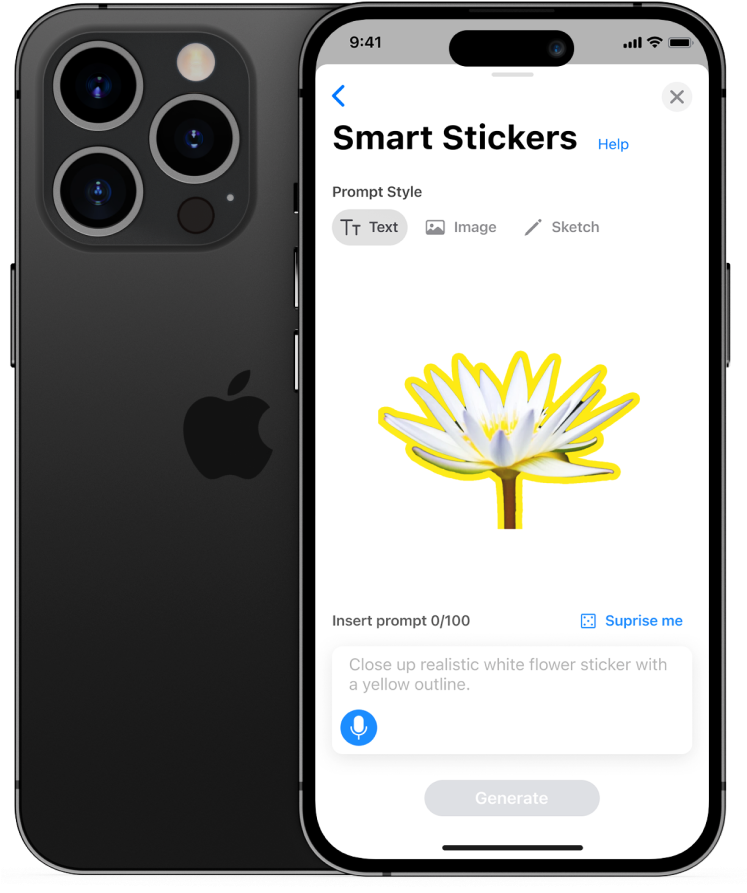 9:41
Smart Stickers
Help
Prompt Style
Text
Image
Sketch
Insert prompt 0/100
Suprise me
Close up realistic white flower sticker with
a yellow outline.
Generate